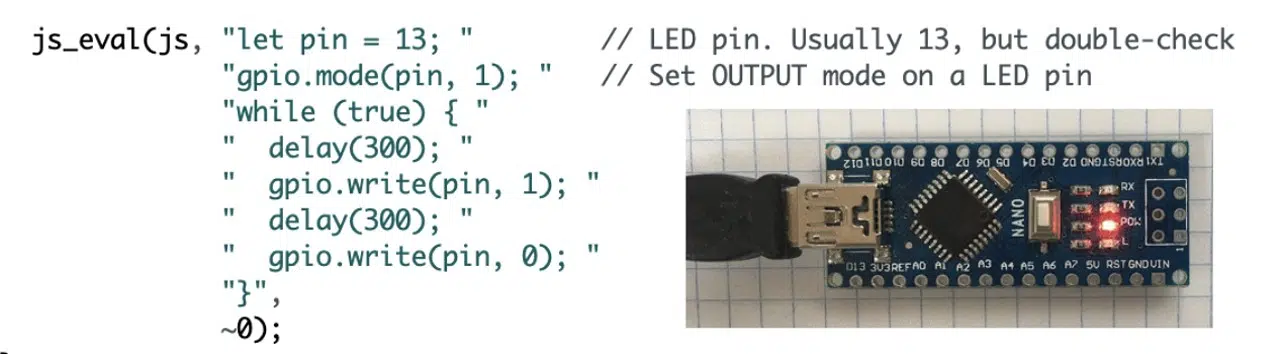 js_eval(js, "let pin = 13; "            // LED pin. Usually 13, but double-check
            "gpio.mode(pin, 1); "       // Set OUTPUT mode on a LED pin
            "while (true) { "
            "  delay(300); "
            "  gpio.write(pin, 1); "
            "  delay(300); "
            "  gpio.write(pin, 0); "
            "}",
            ~0);
D12 D11 D10 D9 D8 D7 D6 D5 D4 D3 D2 GND RST RX0 TX1
NANO
RX
TX
POW
L
1
D13 3V3 REF A0 A1 A2 A3 A4 A5 A6 A7 5V RST GND VIN